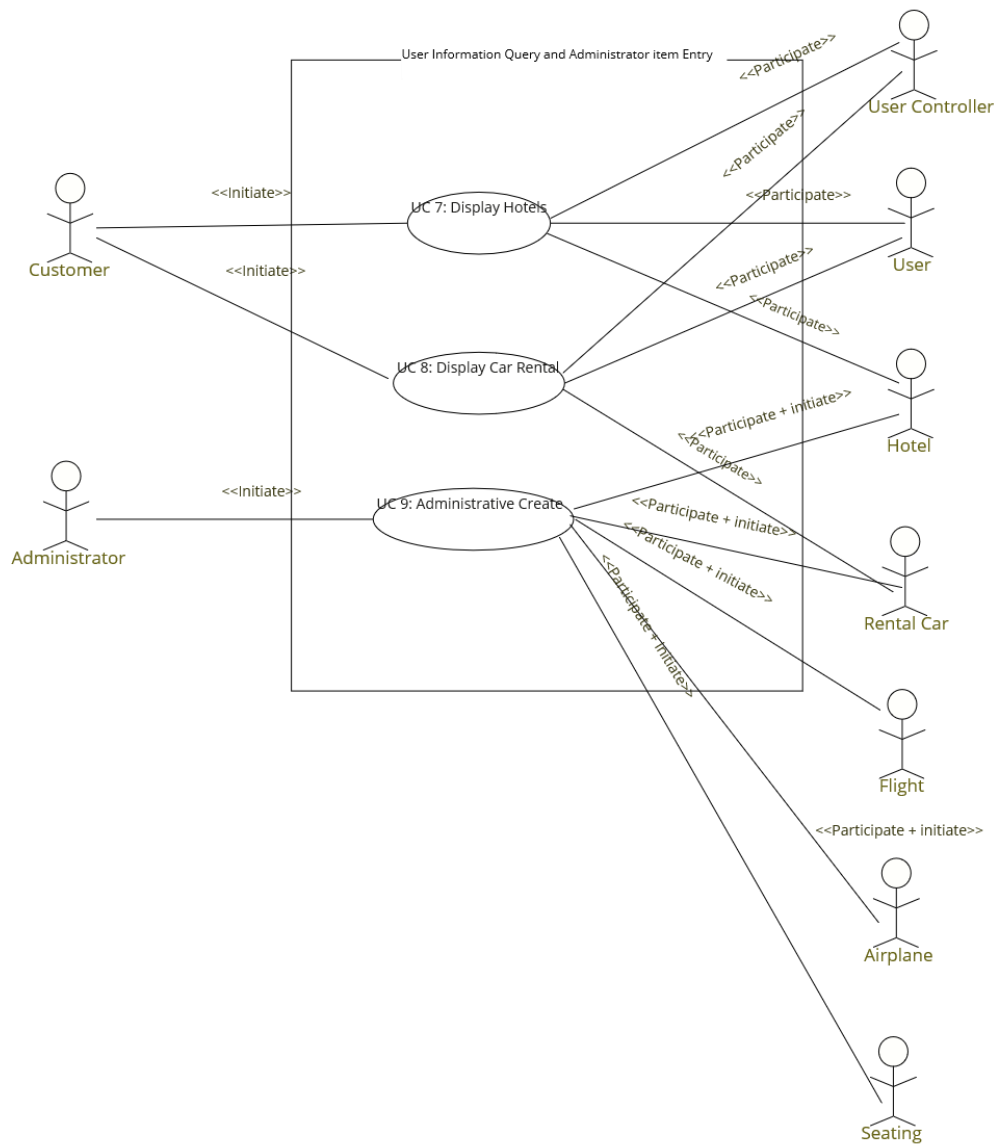 User Information Query and Administrator item Entry
<<Participate>>
User Controller
<<Participate>>
<<Initiate>>
<<Participate>>
UC 7: Display Hotels
Customer
User
<<Initiate>>
<<Participate>>
<<Participate>>
UC 8: Display Car Rental
<<Participate + initiate>>
Hotel
<<Participate>>
<<Initiate>>
UC 9: Administrative Create
<<Participate + initiate>>
<<Participate + initiate>>
Administrator
<<Participate + initiate>>
Rental Car
Flight
<<Participate + initiate>>
Airplane
Seating